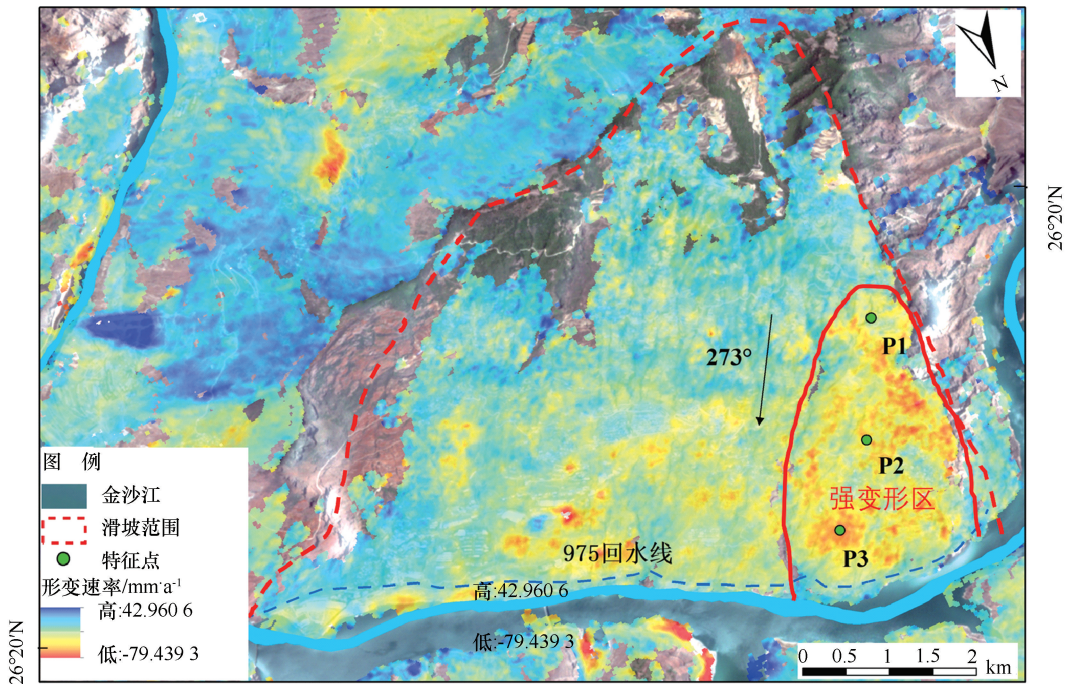 N
26°20′N
273°
P1
P2
强变形区
P3
975回水线
高:42.960 6
低:-79.439 3
图 例
金沙江
滑坡范围
特征点
形变速率/mm·a⁻¹
高:42.960 6
低:-79.439 3
26°20′N
0 0.5 1 1.5 2
km